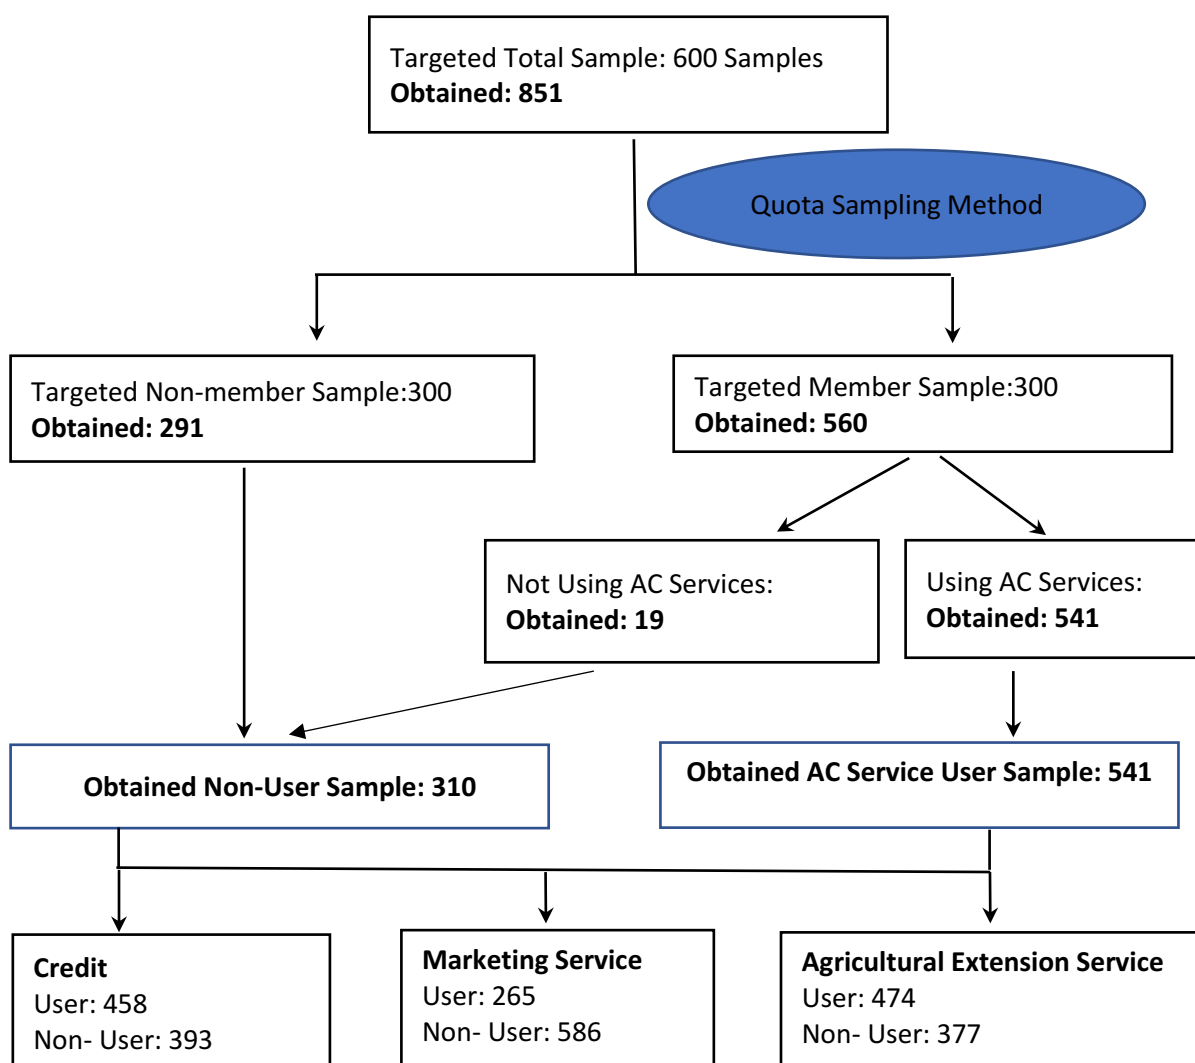 Targeted Total Sample: 600 Samples
Obtained: 851
Quota Sampling Method
Targeted Non-member Sample:300
Obtained: 291
Targeted Member Sample:300
Obtained: 560
Not Using AC Services:
Obtained: 19
Using AC Services:
Obtained: 541
Obtained Non-User Sample: 310
Obtained AC Service User Sample: 541
Credit
User: 458
Non- User: 393
Marketing Service
User: 265
Non- User: 586
Agricultural Extension Service
User: 474
Non- User: 377